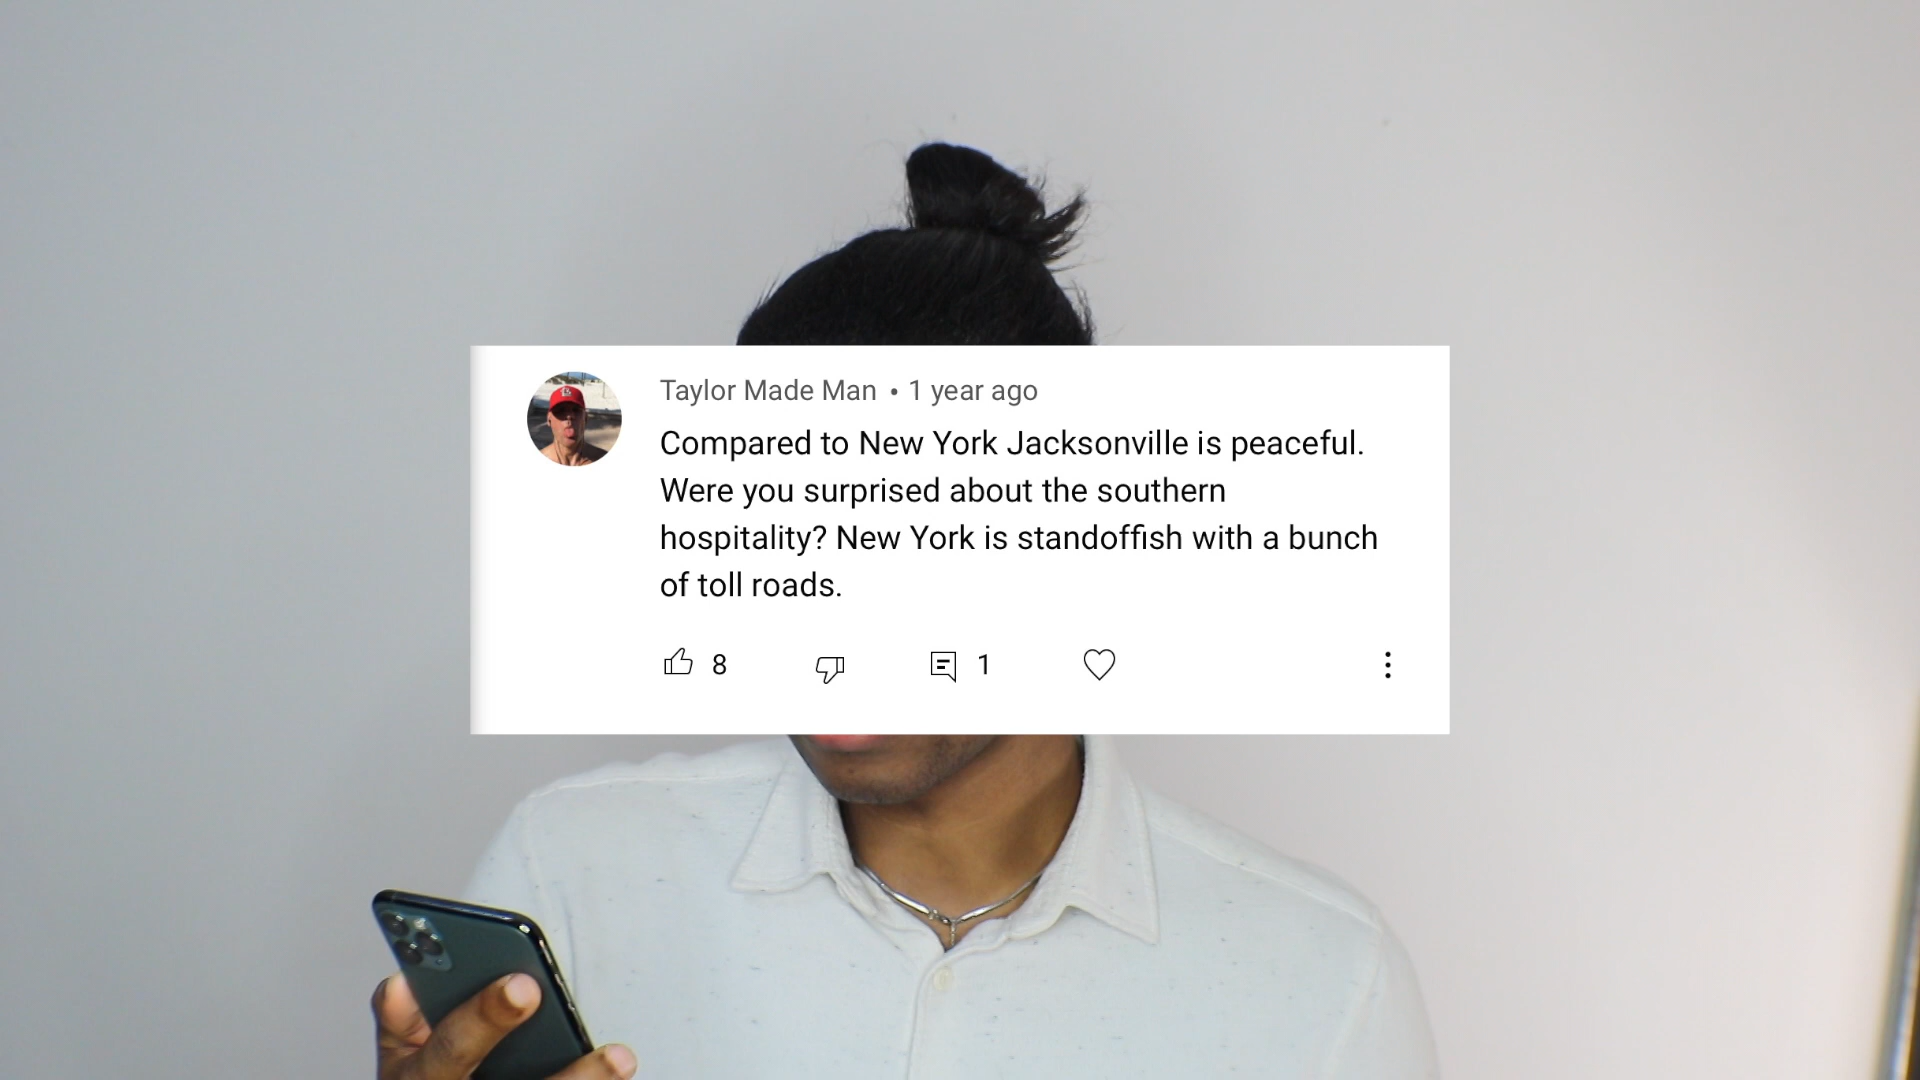 Taylor Made Man • 1 year ago
Compared to New York Jacksonville is peaceful.
Were you surprised about the southern
hospitality? New York is standoffish with a bunch
of toll roads.
8
1